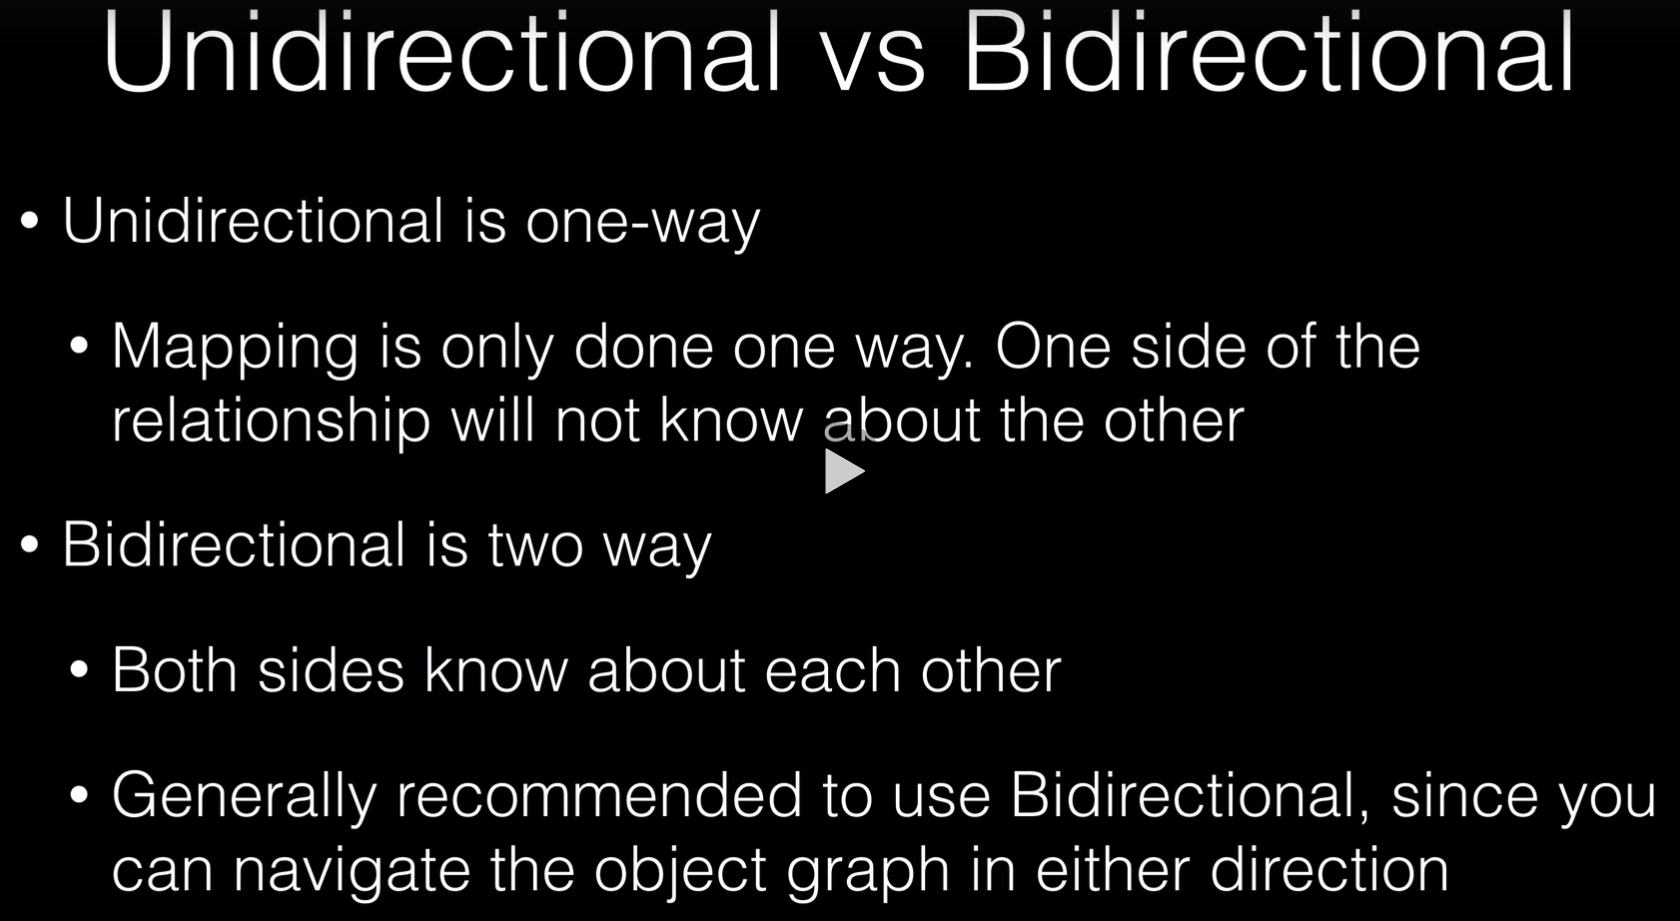 Unidirectional vs Bidirectional
• Unidirectional is one-way
• Mapping is only done one way. One side of the
relationship will not know about the other
• Bidirectional is two way
• Both sides know about each other
• Generally recommended to use Bidirectional, since you
can navigate the object graph in either direction